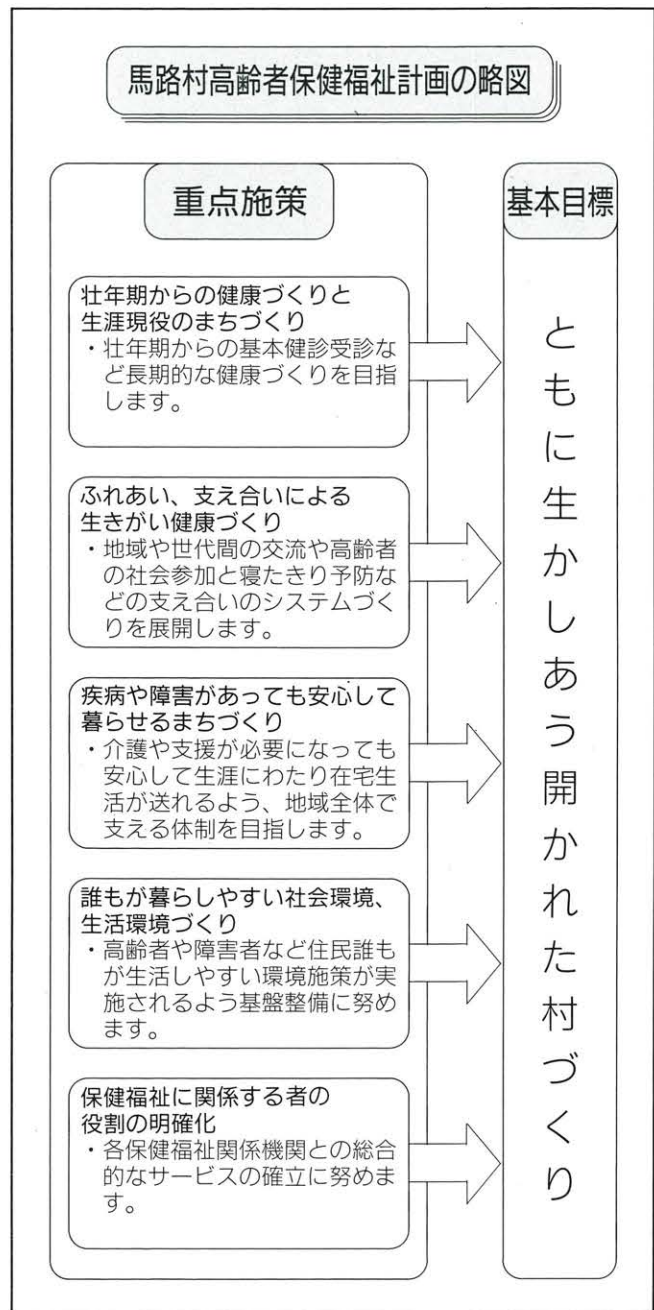 馬路村高齢者保健福祉計画の略図
重点施策
壮年期からの健康づくりと
生涯現役のまちづくり
・壮年期からの基本健診受診な
ど長期的な健康づくりを目指
します。
ふれあい、支え合いによる
生きがい健康づくり
・地域や世代間の交流や高齢者
の社会参加と寝たきり予防な
どの支え合いのシステムづく
りを展開します。
疾病や障害があっても安心して
暮らせるまちづくり
・介護や支援が必要になっても
安心して生涯にわたり在宅生
活が送れるよう、地域全体で
支える体制を目指します。
誰もが暮らしやすい社会環境、
生活環境づくり
・高齢者や障害者など住民誰も
が生活しやすい環境施策が実
施されるよう基盤整備に努め
ます。
保健福祉に関係する者の
役割の明確化
・各保健福祉関係機関との総合
的なサービスの確立に努めま
す。
基本目標
ともに生かしあう開かれた村づくり